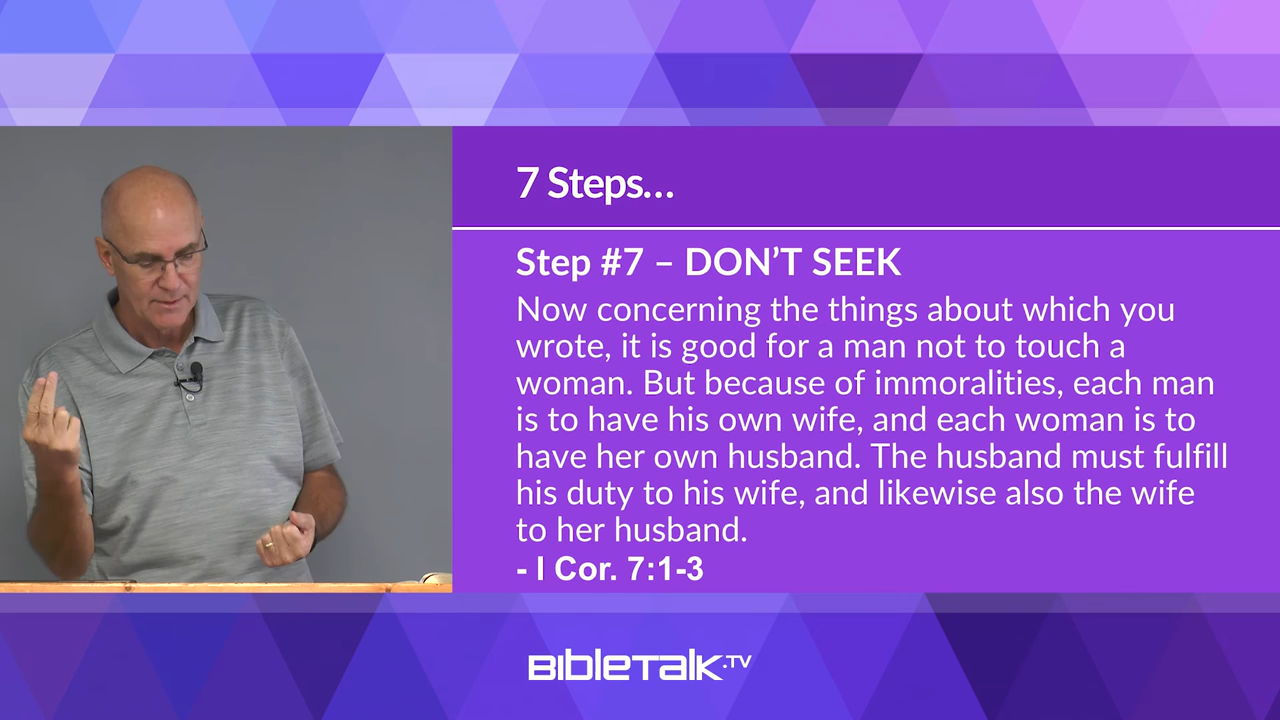 7 Steps...
Step #7 – DON'T SEEK
Now concerning the things about which you
wrote, it is good for a man not to touch a
woman. But because of immoralities, each man
is to have his own wife, and each woman is to
have her own husband. The husband must fulfill
his duty to his wife, and likewise also the wife
to her husband.
- I Cor. 7:1-3
BIBLETALK.TV